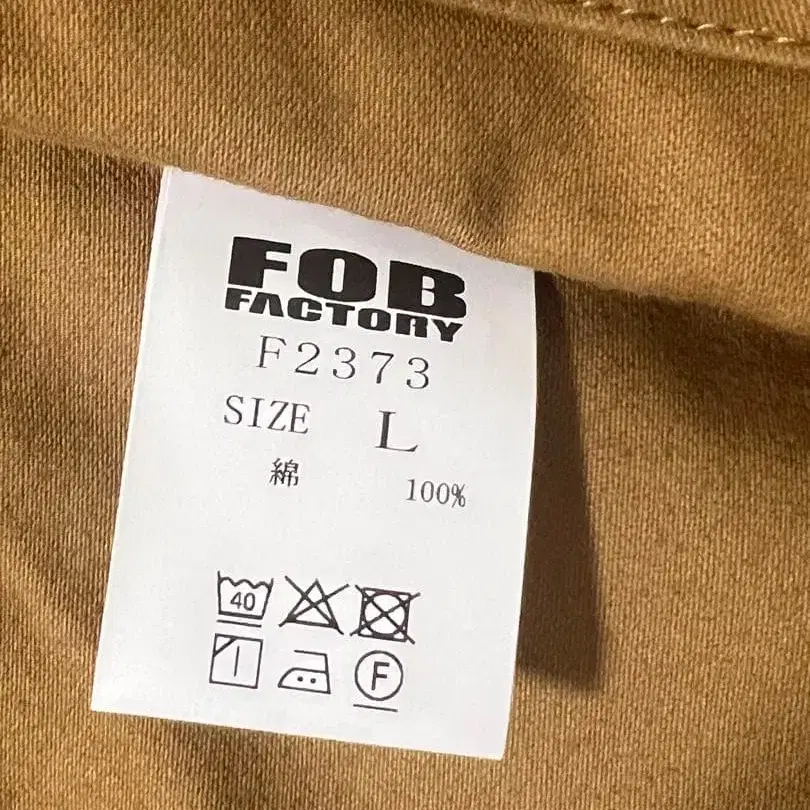 FOB
FACTORY
F2373
SIZE L
綿 100%
40
F